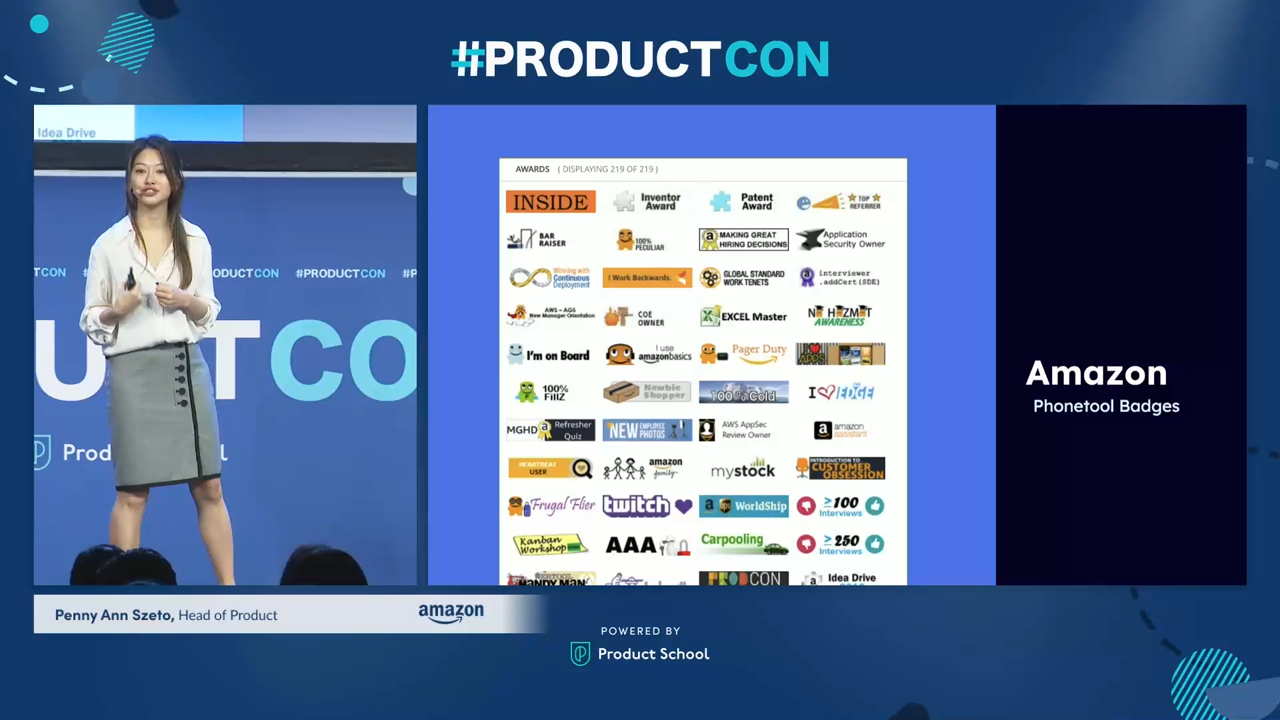 #PRODUCTCON
Idea Drive
TCON
#PRODUCTCON
UCTCO
AWARDS ( DISPLAYING 219 OF 219 )
INSIDE
Inventor Award
Patent Award
TOP REFERRER
BAR RAISER
100% PECULIAR
MAKING GREAT HIRING DECISIONS
Application Security Owner
Winning with Continuous Deployment
I Work Backwards.
GLOBAL STANDARD WORK TENETS
interviewer .addCert(SDE)
AWS - AGS New Manager Orientation
COE OWNER
EXCEL Master
AWARENESS
I'm on Board
I use amazonbasics
Pager Duty
APPS
100% FillZ
Newbie Shopper
100% Cold
I EDGE
MGHD Refresher Quiz
NEW EMPLOYEE PHOTOS
AWS AppSec Review Owner
amazon assistant
HEARTBEAT USER
amazon family
mystock
INTRODUCTION TO CUSTOMER OBSESSION
Frugal Flier
twitch
WorldShip
≥100 Interviews
Kanban Workshop
AAA
Carpooling
≥250 Interviews
HANDYMAN
PRODCON
Idea Drive
Amazon
Phonetool Badges
Penny Ann Szeto, Head of Product
amazon
POWERED BY
Product School